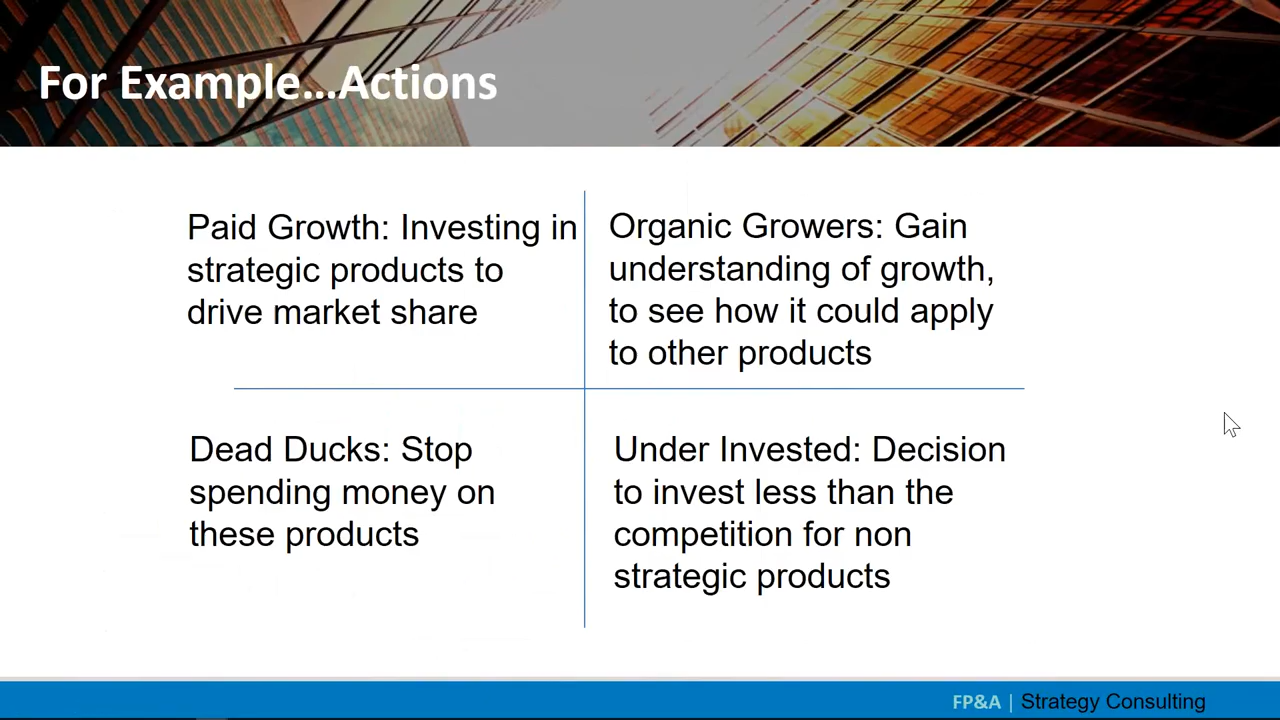 For Example...Actions
Paid Growth: Investing in
strategic products to
drive market share
Organic Growers: Gain
understanding of growth,
to see how it could apply
to other products
Dead Ducks: Stop
spending money on
these products
Under Invested: Decision
to invest less than the
competition for non
strategic products
FP&A | Strategy Consulting